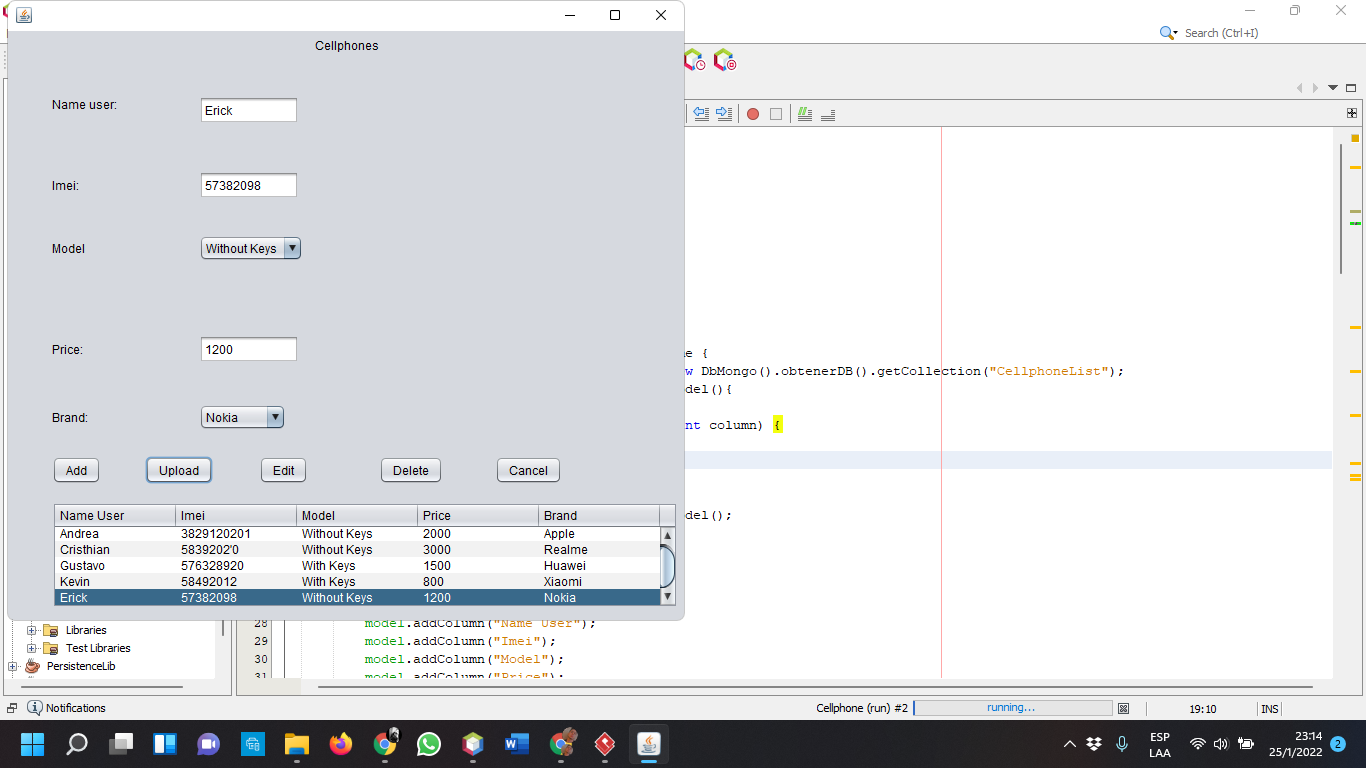 Cellphones
Search (Ctrl+I)
Name user:
Erick
Imei:
57382098
Model
Without Keys
Price:
1200
Brand:
Nokia
Add Upload Edit Delete Cancel
Name User Imei Model Price Brand
Andrea 3829120201 Without Keys 2000 Apple
Cristhian 5839202'0 Without Keys 3000 Realme
Gustavo 576328920 With Keys 1500 Huawei
Kevin 58492012 With Keys 800 Xiaomi
Erick 57382098 Without Keys 1200 Nokia
e {
w DbMongo().obtenerDB().getCollection("CellphoneList");
del(){
nt column) {
del();
Libraries
Test Libraries
PersistenceLib
28 model.addColumn("Name User");
29 model.addColumn("Imei");
30 model.addColumn("Model");
31 model.addColumn("Price");
Notifications
Cellphone (run) #2 running... 19:10 INS
ESP
LAA
23:14
25/1/2022
2